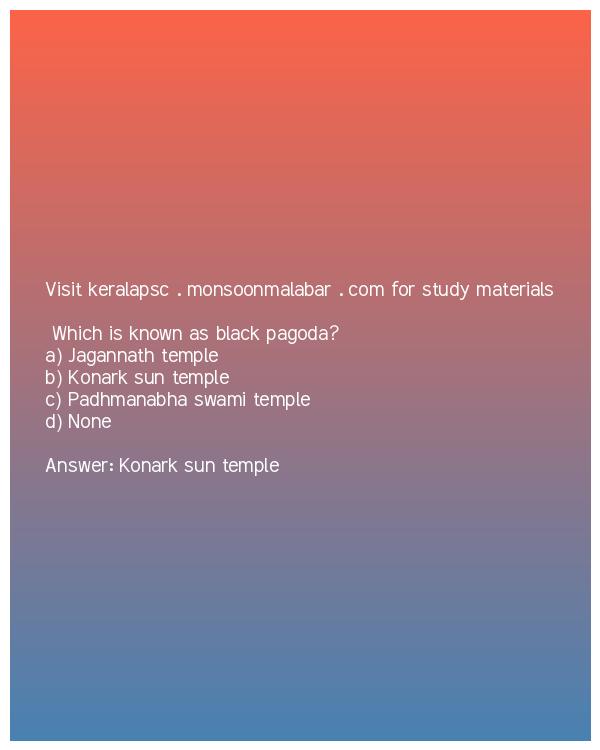 Visit keralapsc . monsoonmalabar . com for study materials
Which is known as black pagoda?
a) Jagannath temple
b) Konark sun temple
c) Padhmanabha swami temple
d) None
Answer: Konark sun temple